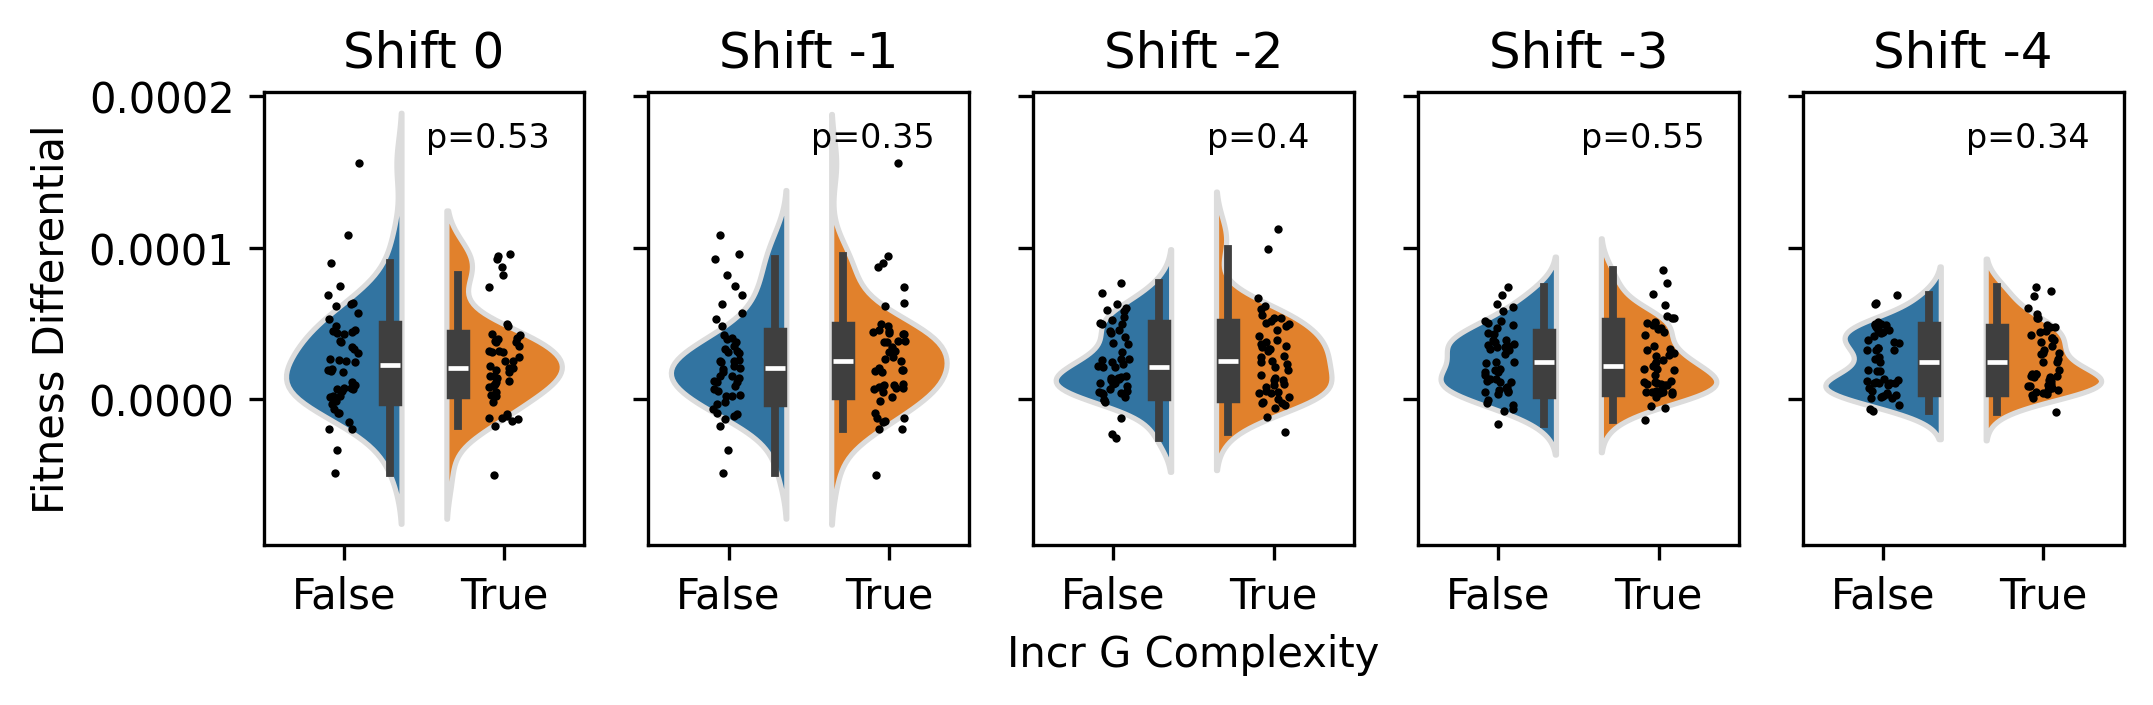 Shift 0
Shift -1
Shift -2
Shift -3
Shift -4
Fitness Differential
0.0002
0.0001
0.0000
p=0.53
p=0.35
p=0.4
p=0.55
p=0.34
False True
False True
False True
False True
False True
Incr G Complexity